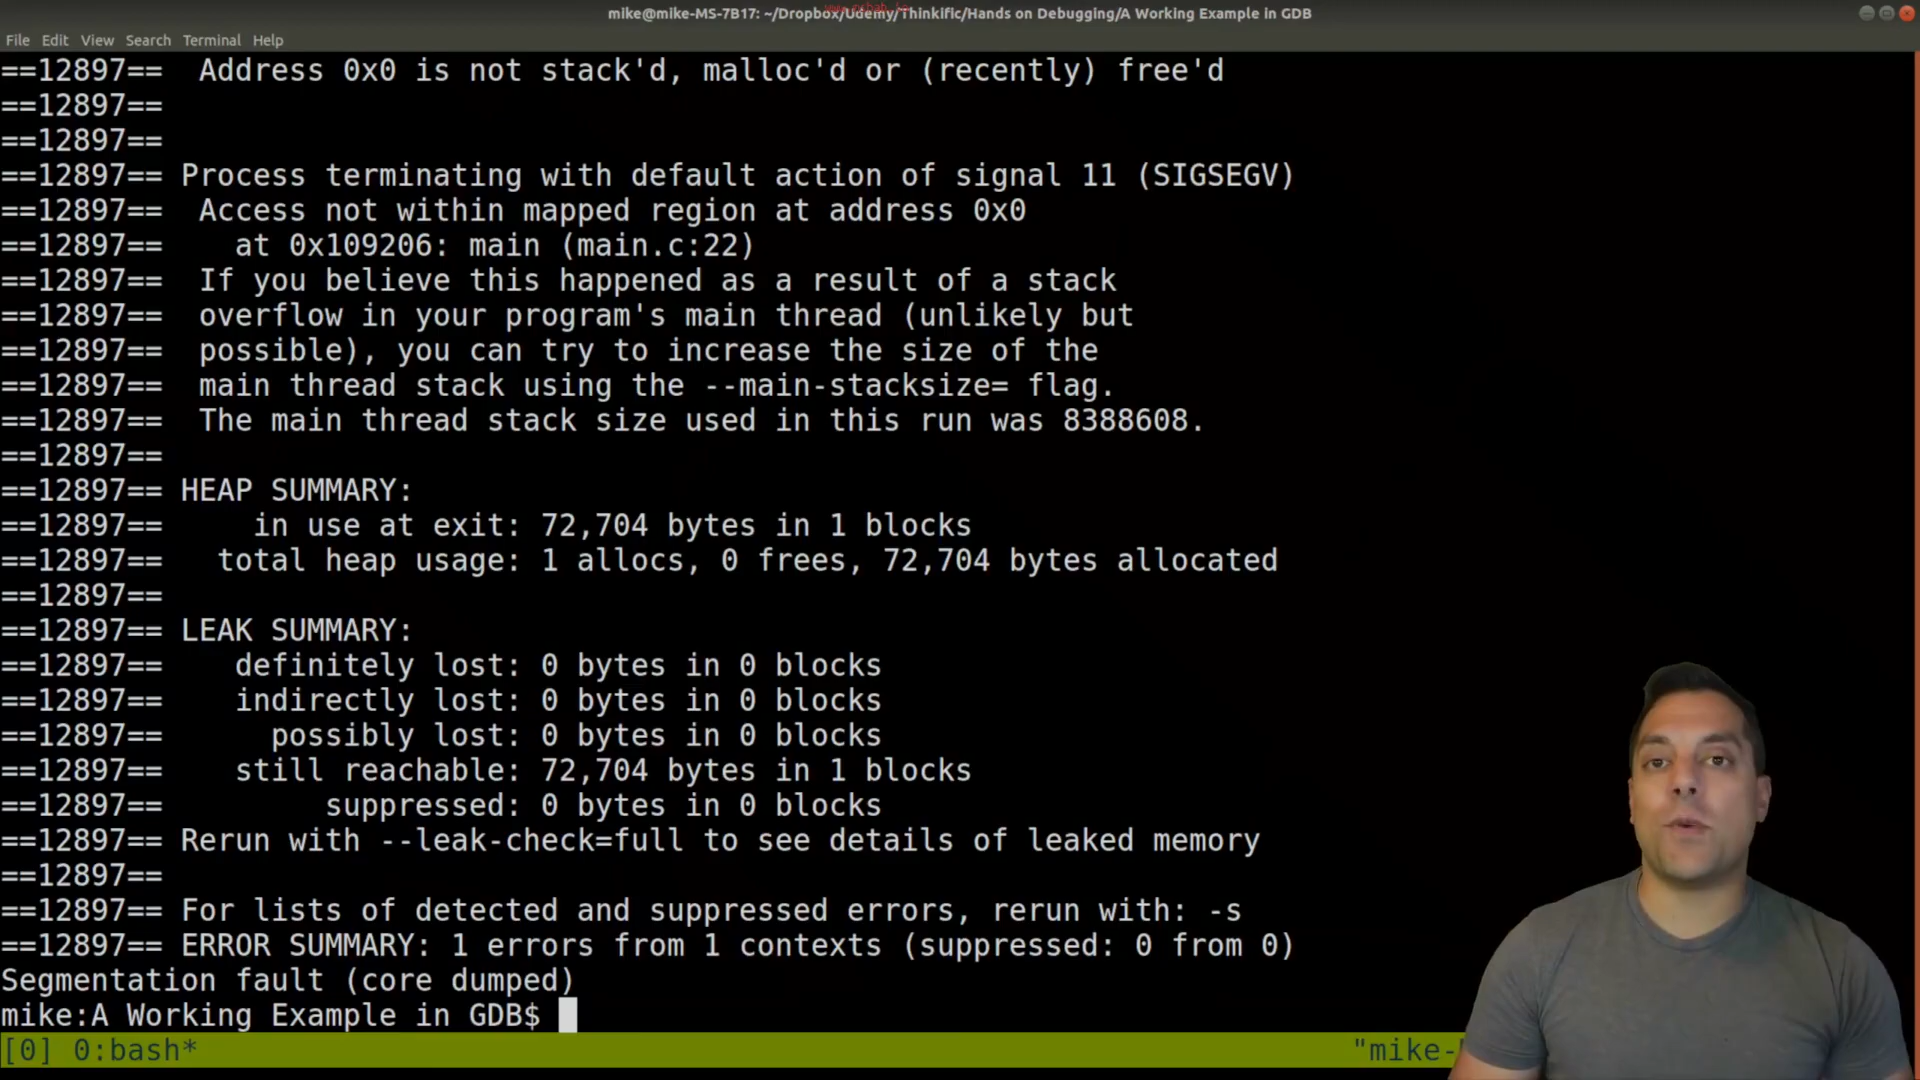 mike@mike-MS-7B17: ~/Dropbox/Udemy/Thinkific/Hands on Debugging/A Working Example in GDB
File Edit View Search Terminal Help
==12897==  Address 0x0 is not stack'd, malloc'd or (recently) free'd
==12897==
==12897==
==12897== Process terminating with default action of signal 11 (SIGSEGV)
==12897==  Access not within mapped region at address 0x0
==12897==    at 0x109206: main (main.c:22)
==12897==  If you believe this happened as a result of a stack
==12897==  overflow in your program's main thread (unlikely but
==12897==  possible), you can try to increase the size of the
==12897==  main thread stack using the --main-stacksize= flag.
==12897==  The main thread stack size used in this run was 8388608.
==12897==
==12897== HEAP SUMMARY:
==12897==     in use at exit: 72,704 bytes in 1 blocks
==12897==   total heap usage: 1 allocs, 0 frees, 72,704 bytes allocated
==12897==
==12897== LEAK SUMMARY:
==12897==    definitely lost: 0 bytes in 0 blocks
==12897==    indirectly lost: 0 bytes in 0 blocks
==12897==      possibly lost: 0 bytes in 0 blocks
==12897==    still reachable: 72,704 bytes in 1 blocks
==12897==         suppressed: 0 bytes in 0 blocks
==12897== Rerun with --leak-check=full to see details of leaked memory
==12897==
==12897== For lists of detected and suppressed errors, rerun with: -s
==12897== ERROR SUMMARY: 1 errors from 1 contexts (suppressed: 0 from 0)
Segmentation fault (core dumped)
mike:A Working Example in GDB$
[0] 0:bash* "mike-